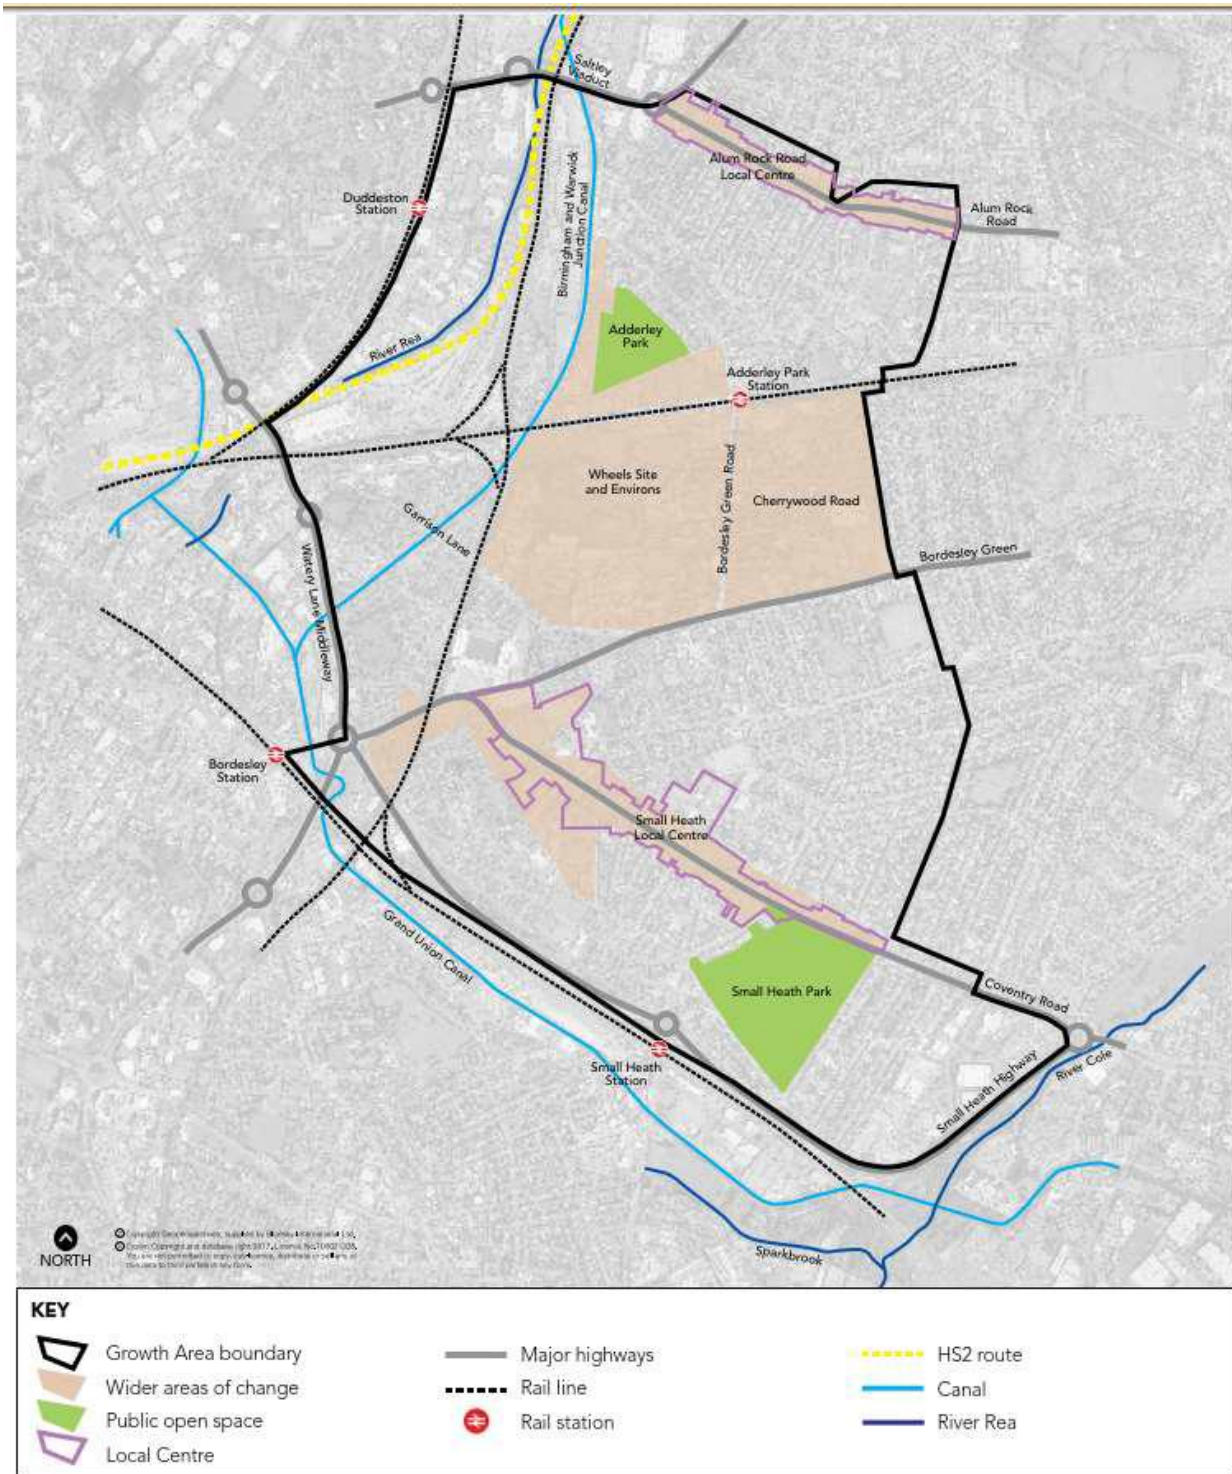 Saltley
Viaduct
Alum Rock Road
Local Centre
Alum Rock
Road
Duddeston
Station
Birmingham and Warwick
Junction Canal
River Rea
Adderley
Park
Adderley Park
Station
Wheels Site
and Environs
Bordesley Green Road
Cherrywood Road
Garrison Lane
Bordesley Green
Watery Lane Middleway
Bordesley
Station
Small Heath
Local Centre
Grand Union Canal
Small Heath Park
Coventry Road
Small Heath
Station
Small Heath Highway
River Cole
Sparkbrook
NORTH
KEY
Growth Area boundary
Wider areas of change
Public open space
Local Centre
Major highways
Rail line
Rail station
HS2 route
Canal
River Rea